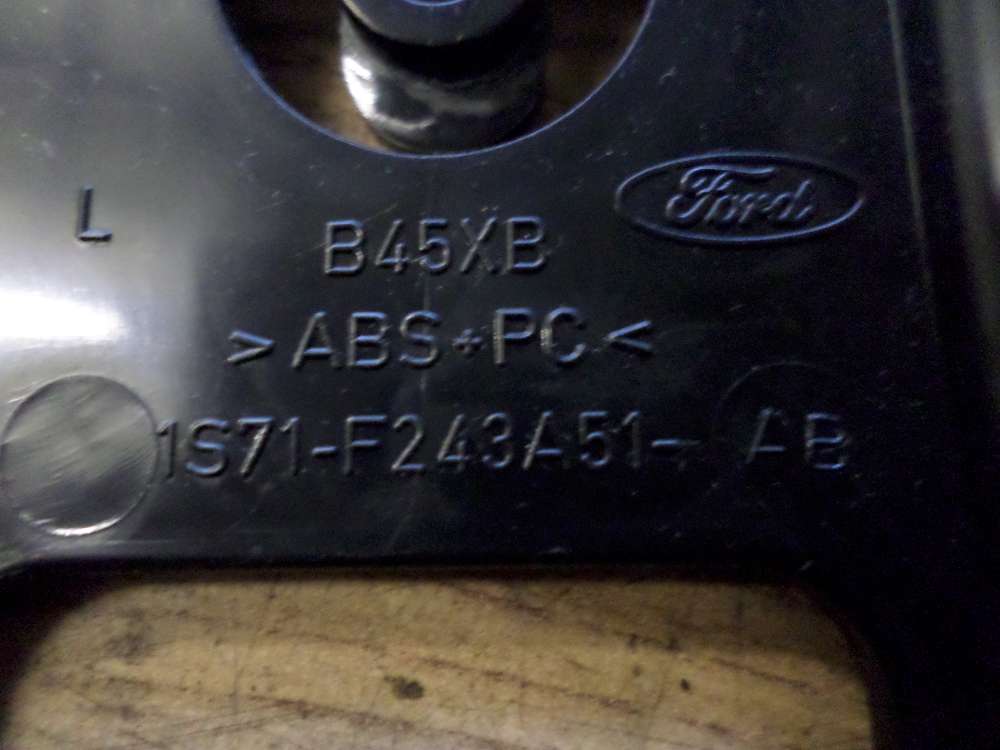 Ford
L
B45XB
>ABS+PC<
1S71-F243A51- AB